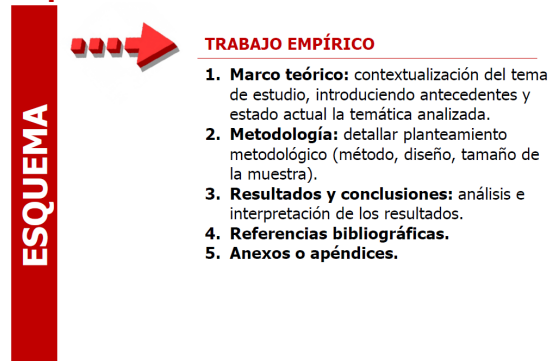 ESQUEMA
TRABAJO EMPÍRICO
1. Marco teórico: contextualización del tema
de estudio, introduciendo antecedentes y
estado actual la temática analizada.
2. Metodología: detallar planteamiento
metodológico (método, diseño, tamaño de
la muestra).
3. Resultados y conclusiones: análisis e
interpretación de los resultados.
4. Referencias bibliográficas.
5. Anexos o apéndices.